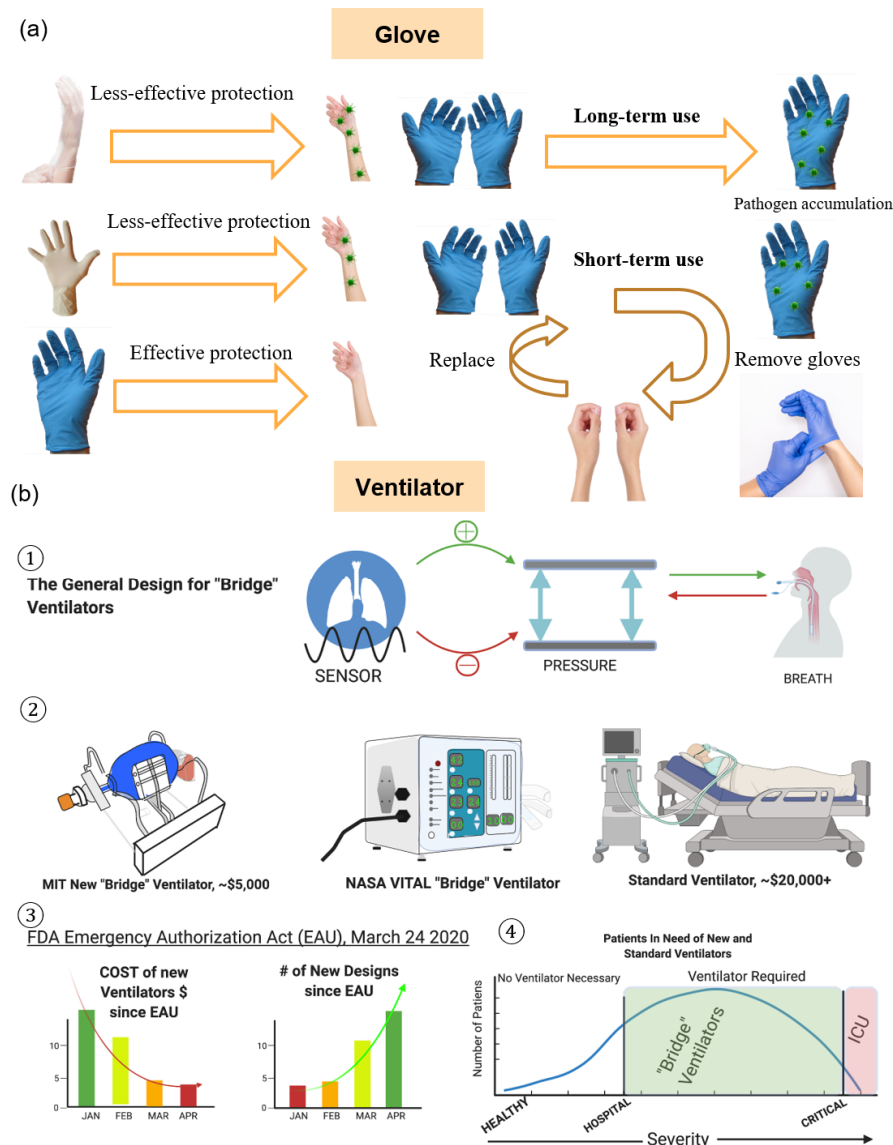 (a)
Glove
Less-effective protection
Long-term use
Pathogen accumulation
Less-effective protection
Short-term use
Effective protection
Replace
Remove gloves
(b)
Ventilator
①
The General Design for "Bridge"
Ventilators
+
−
SENSOR
PRESSURE
BREATH
②
MIT New "Bridge" Ventilator, ~$5,000
NASA VITAL "Bridge" Ventilator
Standard Ventilator, ~$20,000+
③
FDA Emergency Authorization Act (EAU), March 24 2020
COST of new
Ventilators $
since EAU
10
5
JAN
FEB
MAR
APR
# of New Designs
since EAU
10
5
JAN
FEB
MAR
APR
④
Patients In Need of New and
Standard Ventilators
No Ventilator Necessary
Ventilator Required
Number of Patiens
"Bridge"
Ventilators
ICU
HEALTHY
HOSPITAL
CRITICAL
Severity